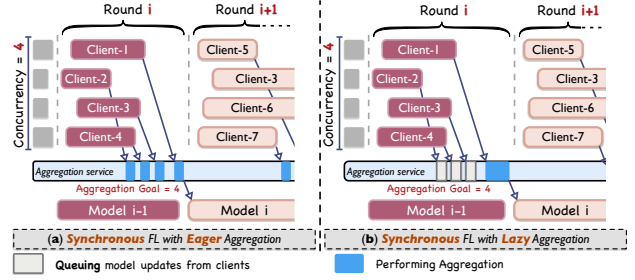 Round i
Round i+1
Concurrency = 4
Client-1
Client-2
Client-3
Client-4
Client-5
Client-3
Client-6
Client-7
Aggregation service
Aggregation Goal = 4
Model i-1
Model i
(a) Synchronous FL with Eager Aggregation
Round i
Round i+1
Concurrency = 4
Client-1
Client-2
Client-3
Client-4
Client-5
Client-3
Client-6
Client-7
Aggregation service
Aggregation Goal = 4
Model i-1
Model i
(b) Synchronous FL with Lazy Aggregation
Queuing model updates from clients
Performing Aggregation